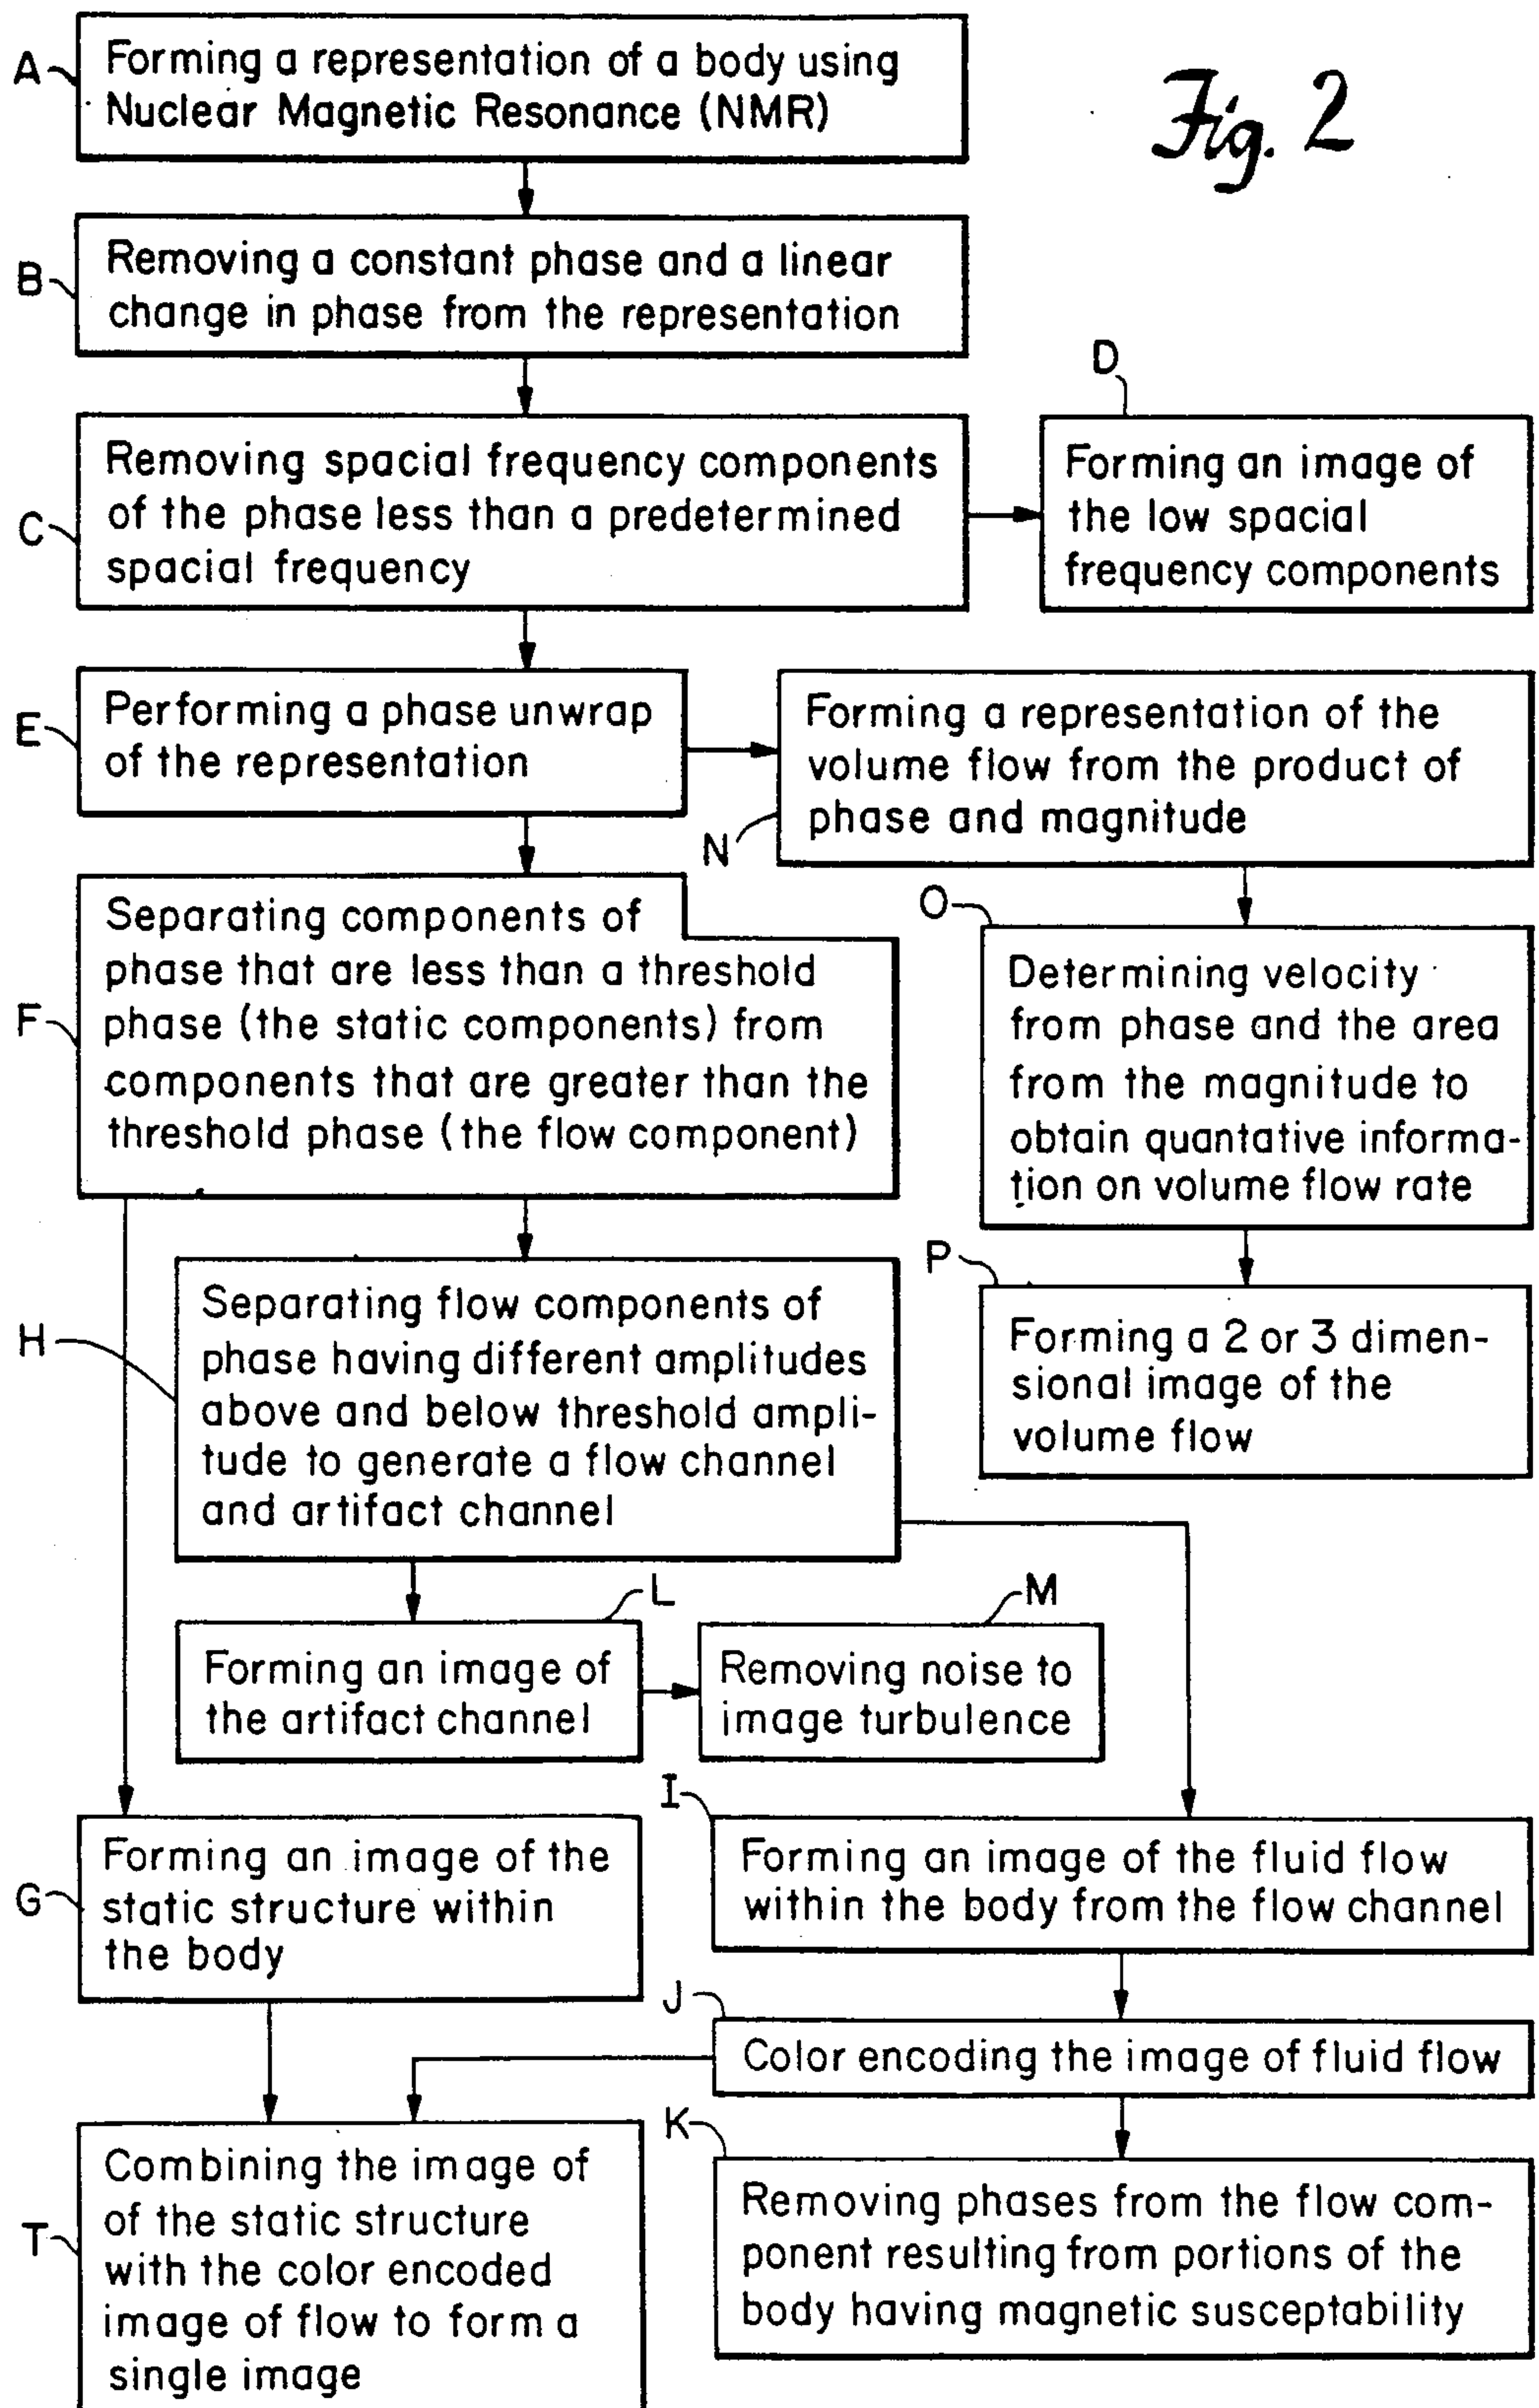 Fig. 2
A
Forming a representation of a body using
Nuclear Magnetic Resonance (NMR)
B
Removing a constant phase and a linear
change in phase from the representation
C
Removing spacial frequency components
of the phase less than a predetermined
spacial frequency
D
Forming an image of
the low spacial
frequency components
E
Performing a phase unwrap
of the representation
N
Forming a representation of the
volume flow from the product of
phase and magnitude
F
Separating components of
phase that are less than a threshold
phase (the static components) from
components that are greater than the
threshold phase (the flow component)
O
Determining velocity
from phase and the area
from the magnitude to
obtain quantative informa-
tion on volume flow rate
H
Separating flow components of
phase having different amplitudes
above and below threshold ampli-
tude to generate a flow channel
and artifact channel
P
Forming a 2 or 3 dimen-
sional image of the
volume flow
L
Forming an image of
the artifact channel
M
Removing noise to
image turbulence
G
Forming an image of the
static structure within
the body
I
Forming an image of the fluid flow
within the body from the flow channel
J
Color encoding the image of fluid flow
T
Combining the image of
of the static structure
with the color encoded
image of flow to form a
single image
K
Removing phases from the flow com-
ponent resulting from portions of the
body having magnetic susceptability